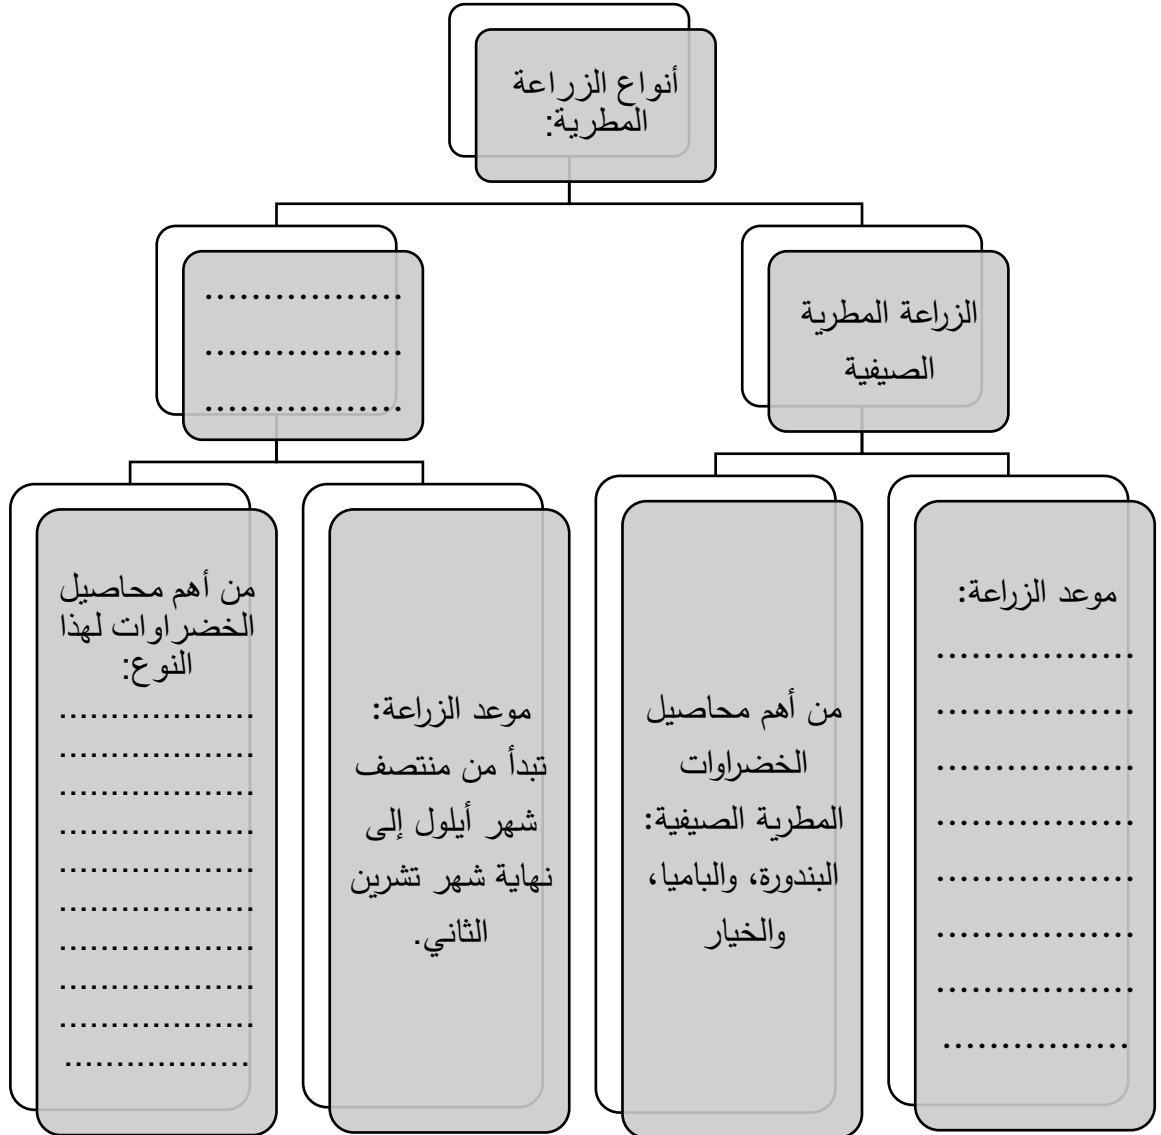 أنواع الزراعة
المطرية:
الزراعة المطرية
الصيفية
.................
.................
.................
موعد الزراعة:
.................
.................
.................
.................
.................
.................
.................
................
من أهم محاصيل
الخضراوات
المطرية الصيفية:
البندورة، والباميا،
والخيار
موعد الزراعة:
تبدأ من منتصف
شهر أيلول إلى
نهاية شهر تشرين
الثاني.
من أهم محاصيل
الخضراوات لهذا
النوع:
...................
...................
...................
...................
...................
...................
...................
...................
...................
..................